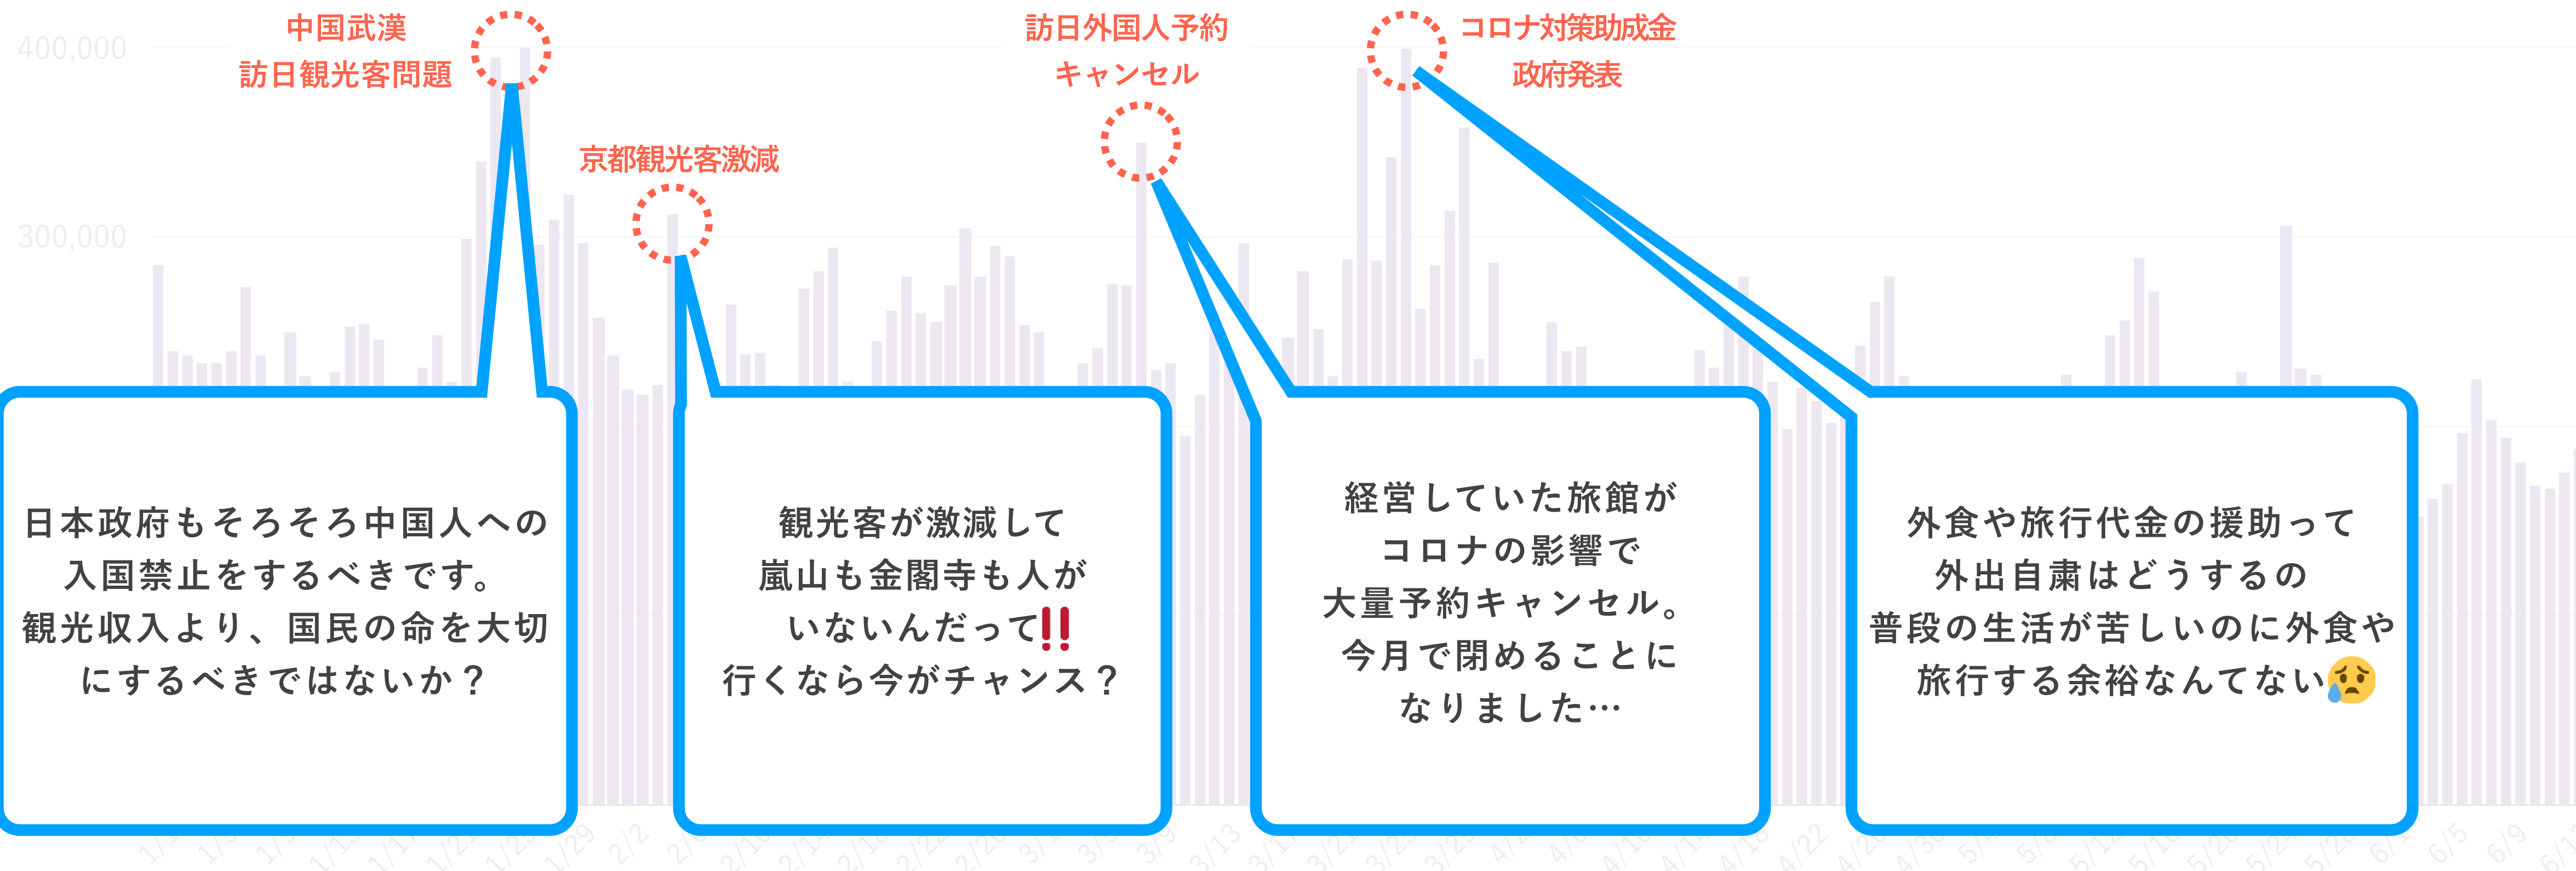 中国武漢
訪日観光客問題
京都観光客激減
訪日外国人予約
キャンセル
コロナ対策助成金
政府発表
400,000
300,000
日本政府もそろそろ中国人への
入国禁止をするべきです。
観光収入より、国民の命を大切
にするべきではないか？
観光客が激減して
嵐山も金閣寺も人が
いないんだって‼
行くなら今がチャンス？
経営していた旅館が
コロナの影響で
大量予約キャンセル。
今月で閉めることに
なりました…
外食や旅行代金の援助って
外出自粛はどうするの
普段の生活が苦しいのに外食や
旅行する余裕なんてない😥
1/29
2/2
3/9
3/13
4/18
4/22
6/5
6/9